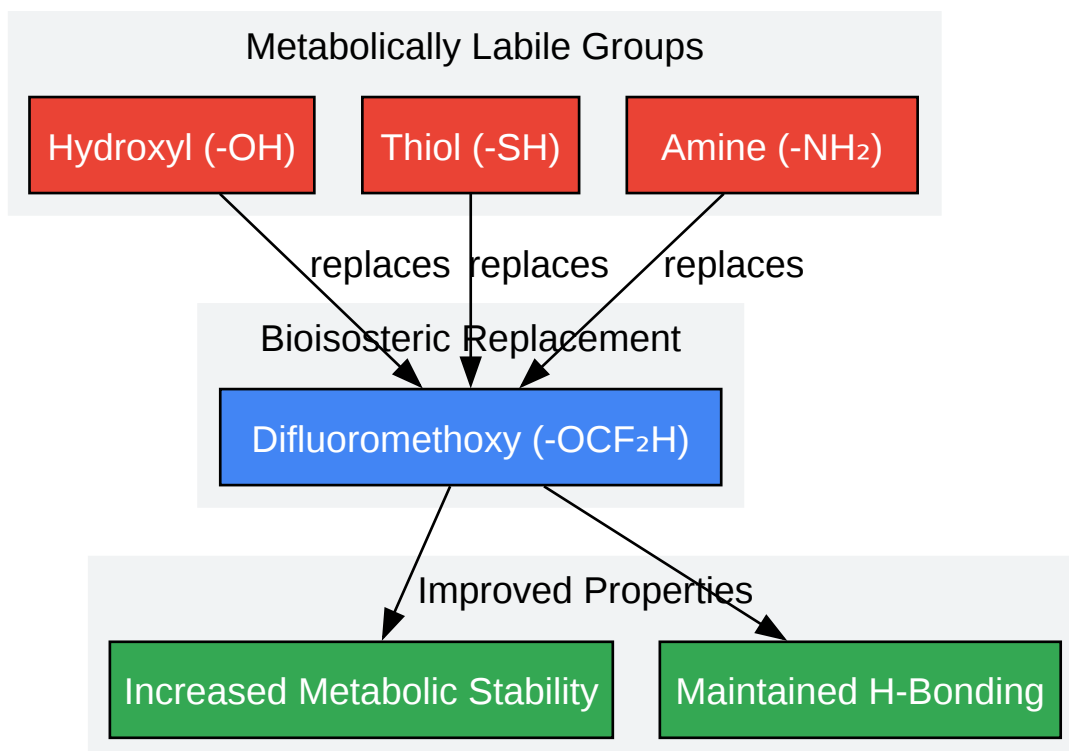 Metabolically Labile Groups
Hydroxyl (-OH)
Thiol (-SH)
Amine (-NH₂)
replaces
replaces
replaces
Bioisosteric Replacement
Difluoromethoxy (-OCF₂H)
Improved Properties
Increased Metabolic Stability
Maintained H-Bonding